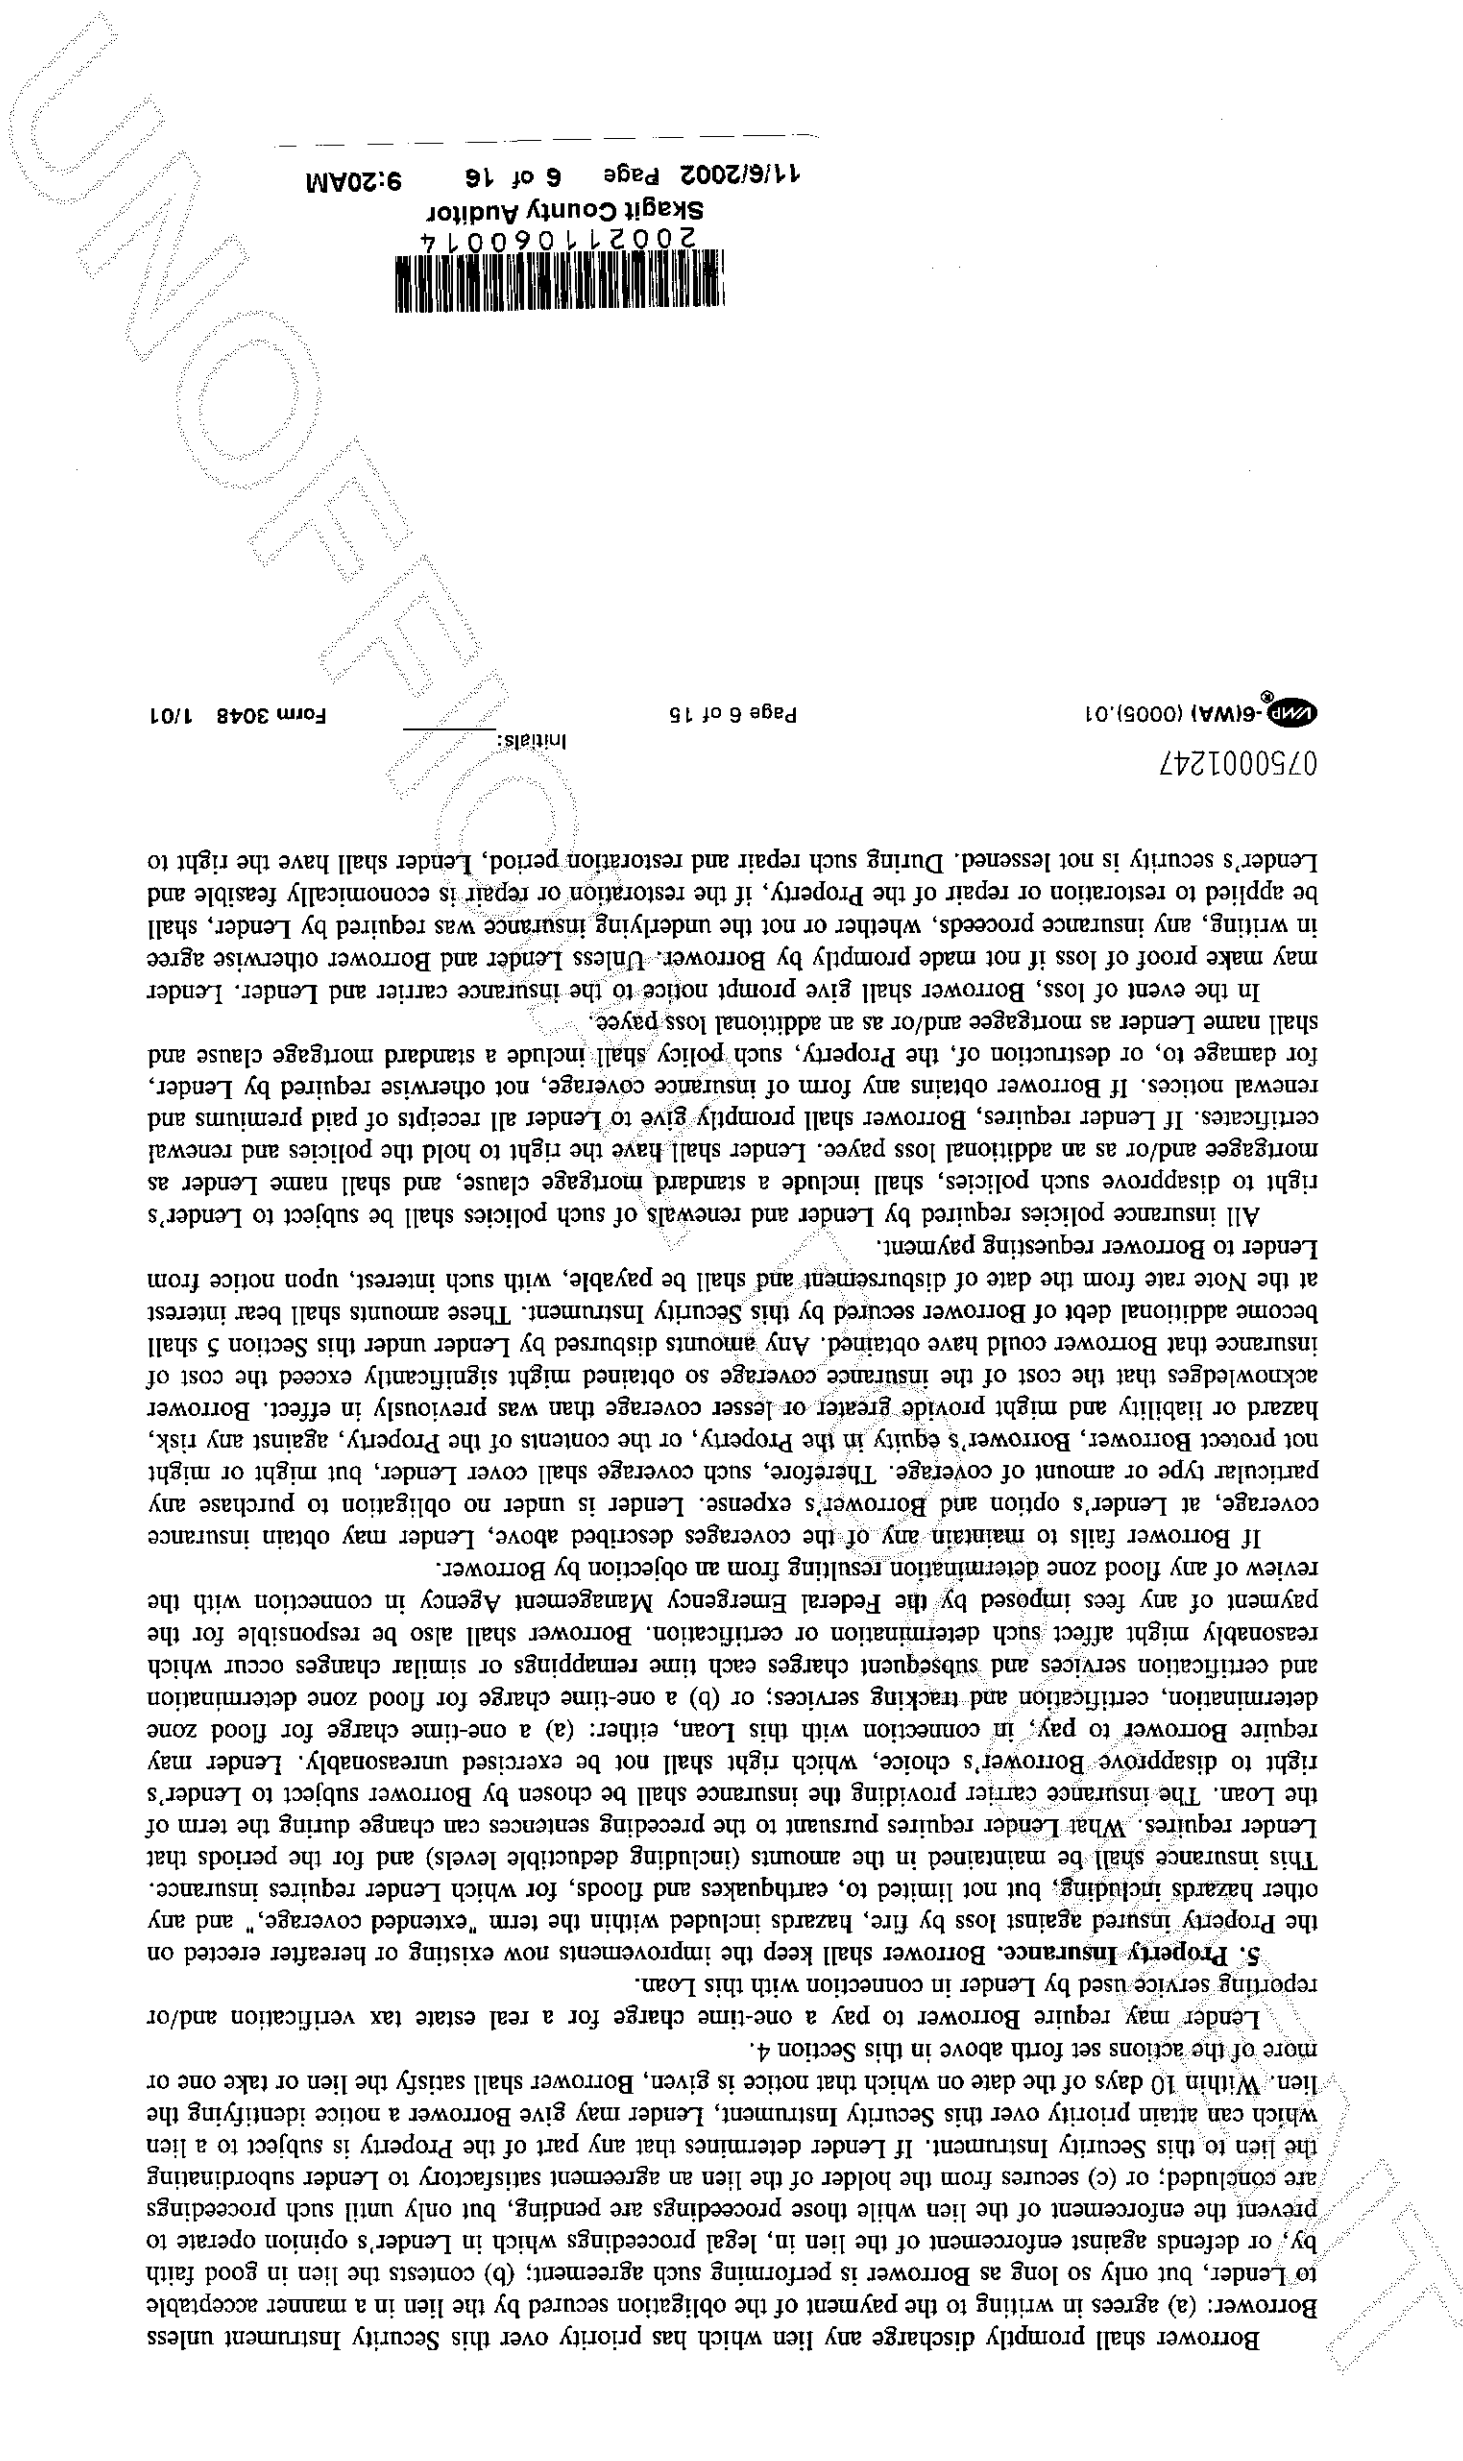 Borrower shall promptly discharge any lien which has priority over this Security Instrument unless
Borrower: (a) agrees in writing to the payment of the obligation secured by the lien in a manner acceptable
to Lender, but only so long as Borrower is performing such agreement; (b) contests the lien in good faith
by, or defends against enforcement of the lien in, legal proceedings which in Lender's opinion operate to
prevent the enforcement of the lien while those proceedings are pending, but only until such proceedings
are concluded; or (c) secures from the holder of the lien an agreement satisfactory to Lender subordinating
the lien to this Security Instrument. If Lender determines that any part of the Property is subject to a lien
which can attain priority over this Security Instrument, Lender may give Borrower a notice identifying the
lien. Within 10 days of the date on which that notice is given, Borrower shall satisfy the lien or take one or
more of the actions set forth above in this Section 4.
Lender may require Borrower to pay a one-time charge for a real estate tax verification and/or
reporting service used by Lender in connection with this Loan.
5. Property Insurance. Borrower shall keep the improvements now existing or hereafter erected on
the Property insured against loss by fire, hazards included within the term "extended coverage," and any
other hazards including, but not limited to, earthquakes and floods, for which Lender requires insurance.
This insurance shall be maintained in the amounts (including deductible levels) and for the periods that
Lender requires. What Lender requires pursuant to the preceding sentences can change during the term of
the Loan. The insurance carrier providing the insurance shall be chosen by Borrower subject to Lender's
right to disapprove Borrower's choice, which right shall not be exercised unreasonably. Lender may
require Borrower to pay, in connection with this Loan, either: (a) a one-time charge for flood zone
determination, certification and tracking services; or (b) a one-time charge for flood zone determination
and certification services and subsequent charges each time remappings or similar changes occur which
reasonably might affect such determination or certification. Borrower shall also be responsible for the
payment of any fees imposed by the Federal Emergency Management Agency in connection with the
review of any flood zone determination resulting from an objection by Borrower.
If Borrower fails to maintain any of the coverages described above, Lender may obtain insurance
coverage, at Lender's option and Borrower's expense. Lender is under no obligation to purchase any
particular type or amount of coverage. Therefore, such coverage shall cover Lender, but might or might
not protect Borrower, Borrower's equity in the Property, or the contents of the Property, against any risk,
hazard or liability and might provide greater or lesser coverage than was previously in effect. Borrower
acknowledges that the cost of the insurance coverage so obtained might significantly exceed the cost of
insurance that Borrower could have obtained. Any amounts disbursed by Lender under this Section 5 shall
become additional debt of Borrower secured by this Security Instrument. These amounts shall bear interest
at the Note rate from the date of disbursement and shall be payable, with such interest, upon notice from
Lender to Borrower requesting payment.
All insurance policies required by Lender and renewals of such policies shall be subject to Lender's
right to disapprove such policies, shall include a standard mortgage clause, and shall name Lender as
mortgagee and/or as an additional loss payee. Lender shall have the right to hold the policies and renewal
certificates. If Lender requires, Borrower shall promptly give to Lender all receipts of paid premiums and
renewal notices. If Borrower obtains any form of insurance coverage, not otherwise required by Lender,
for damage to, or destruction of, the Property, such policy shall include a standard mortgage clause and
shall name Lender as mortgagee and/or as an additional loss payee.
In the event of loss, Borrower shall give prompt notice to the insurance carrier and Lender. Lender
may make proof of loss if not made promptly by Borrower. Unless Lender and Borrower otherwise agree
in writing, any insurance proceeds, whether or not the underlying insurance was required by Lender, shall
be applied to restoration or repair of the Property, if the restoration or repair is economically feasible and
Lender's security is not lessened. During such repair and restoration period, Lender shall have the right to
0750001247
Initials:
VMP®-6(WA) (0005).01 Page 6 of 15 Form 3048 1/01
200211060014
Skagit County Auditor
11/6/2002 Page 6 of 16 9:20AM
UNOFFICIAL DOCUMENT